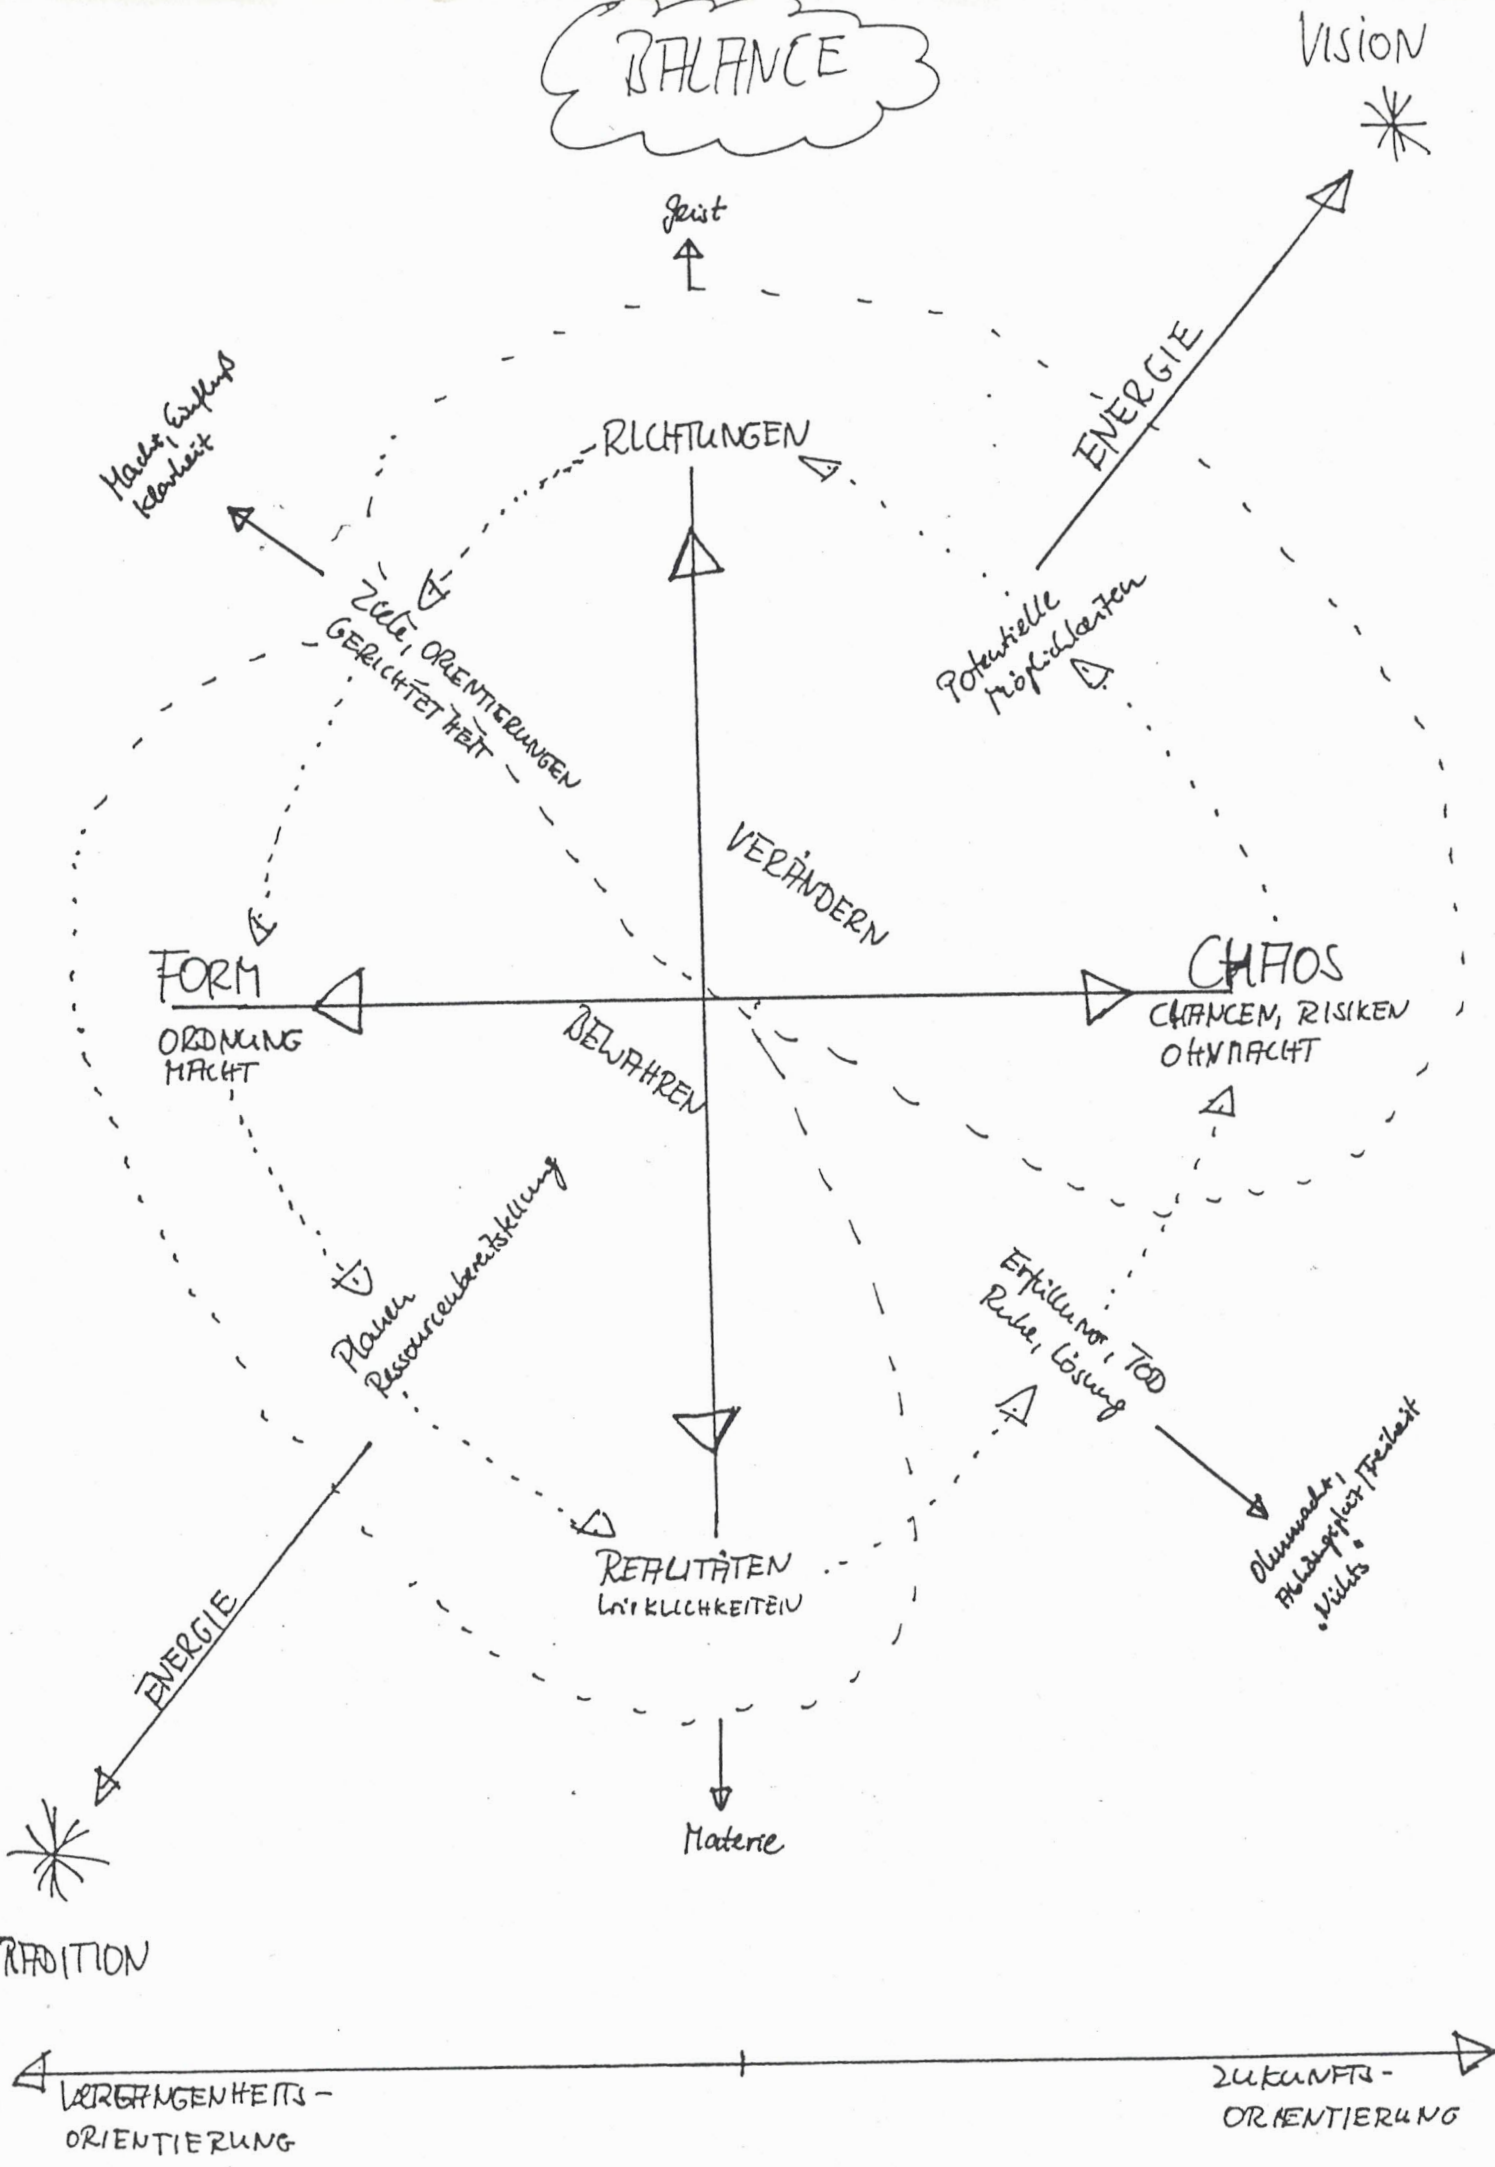 BALANCE
VISION
Geist
ENERGIE
Macht, Einfluß
Klarheit
RICHTUNGEN
Ziele, ORIENTIERUNGEN
GERICHTETHEIT
Potentielle
Möglichkeiten
VERÄNDERN
FORM
ORDNUNG
MACHT
CHAOS
CHANCEN, RISIKEN
OHNMACHT
BEWAHREN
Planen
Ressourcenbereitstellung
Erfüllung, TOD
Ruhe, Lösung
Ohnmacht,
Abhängigkeit/Freiheit
"Nichts"
REALITÄTEN
WIRKLICHKEITEN
ENERGIE
Materie
RADITION
VERGANGENHEITS-
ORIENTIERUNG
ZUKUNFTS-
ORIENTIERUNG